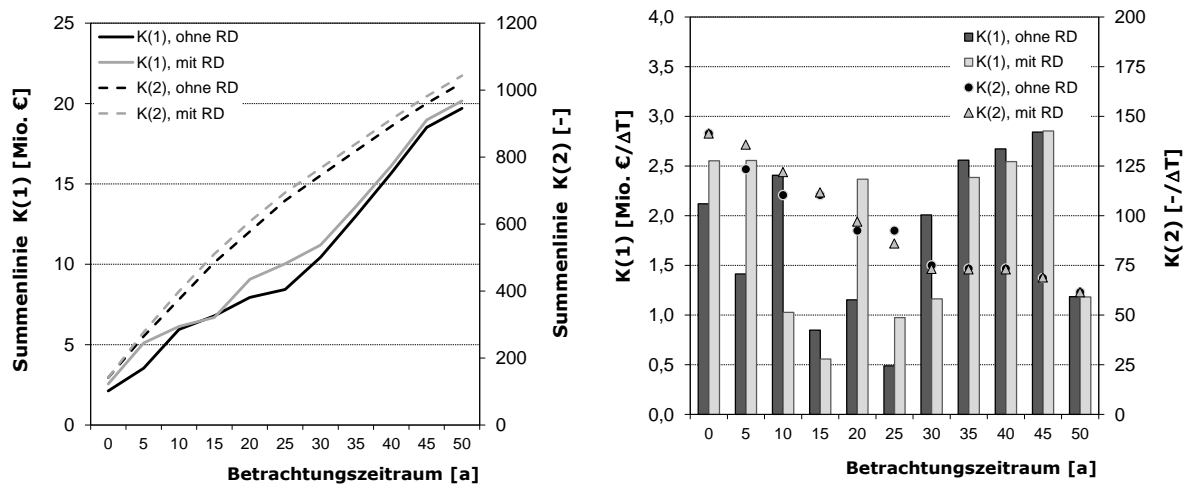 25
20
15
10
5
0
Summenlinie K(1) [Mio. €]
K(1), ohne RD
K(1), mit RD
K(2), ohne RD
K(2), mit RD
1200
1000
800
600
400
200
0
Summenlinie K(2) [-]
0 5 10 15 20 25 30 35 40 45 50
Betrachtungszeitraum [a]
4,0
3,5
3,0
2,5
2,0
1,5
1,0
0,5
0,0
K(1) [Mio. €/ΔT]
K(1), ohne RD
K(1), mit RD
K(2), ohne RD
K(2), mit RD
200
175
150
125
100
75
50
25
0
K(2) [-/ΔT]
0 5 10 15 20 25 30 35 40 45 50
Betrachtungszeitraum [a]